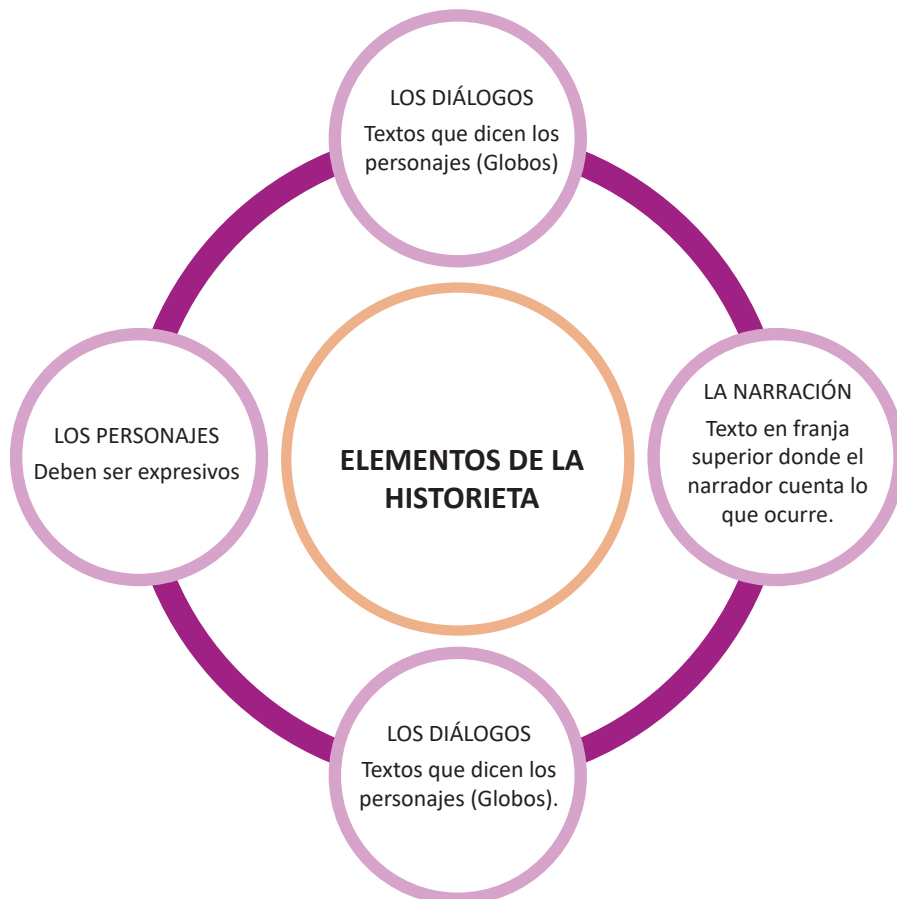 LOS DIÁLOGOS
Textos que dicen los
personajes (Globos)
LA NARRACIÓN
Texto en franja
superior donde el
narrador cuenta lo
que ocurre.
LOS PERSONAJES
Deben ser expresivos
ELEMENTOS DE LA
HISTORIETA
LOS DIÁLOGOS
Textos que dicen los
personajes (Globos).